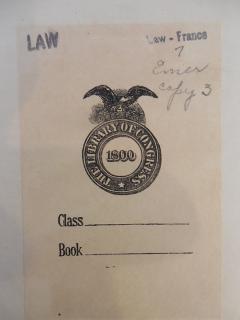 LAW
Law - France
7
Emer
copy 3
THE LIBRARY OF CONGRESS
1800
Class
Book